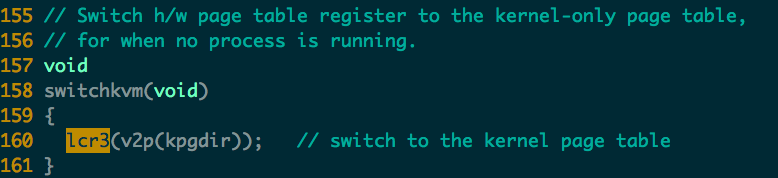 155 // Switch h/w page table register to the kernel-only page table,
156 // for when no process is running.
157 void
158 switchkvm(void)
159 {
160   lcr3(v2p(kpgdir));   // switch to the kernel page table
161 }